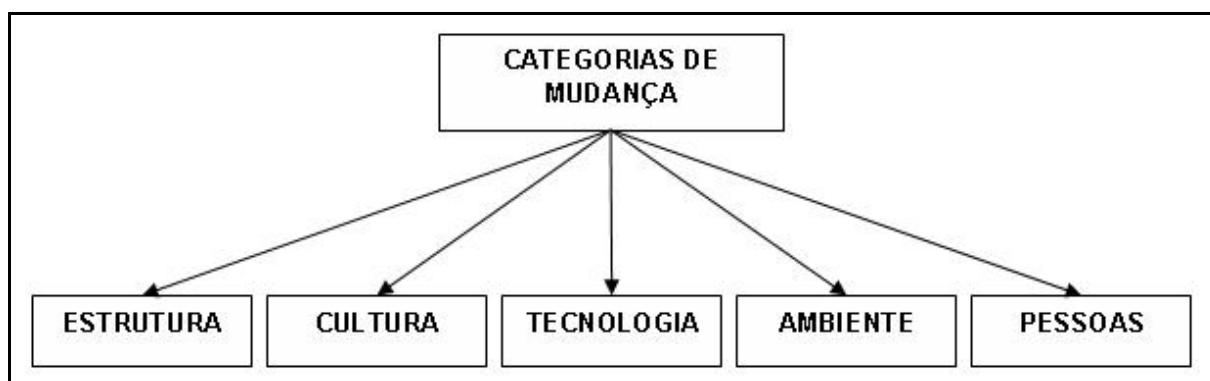 CATEGORIAS DE
MUDANÇA
ESTRUTURA
CULTURA
TECNOLOGIA
AMBIENTE
PESSOAS